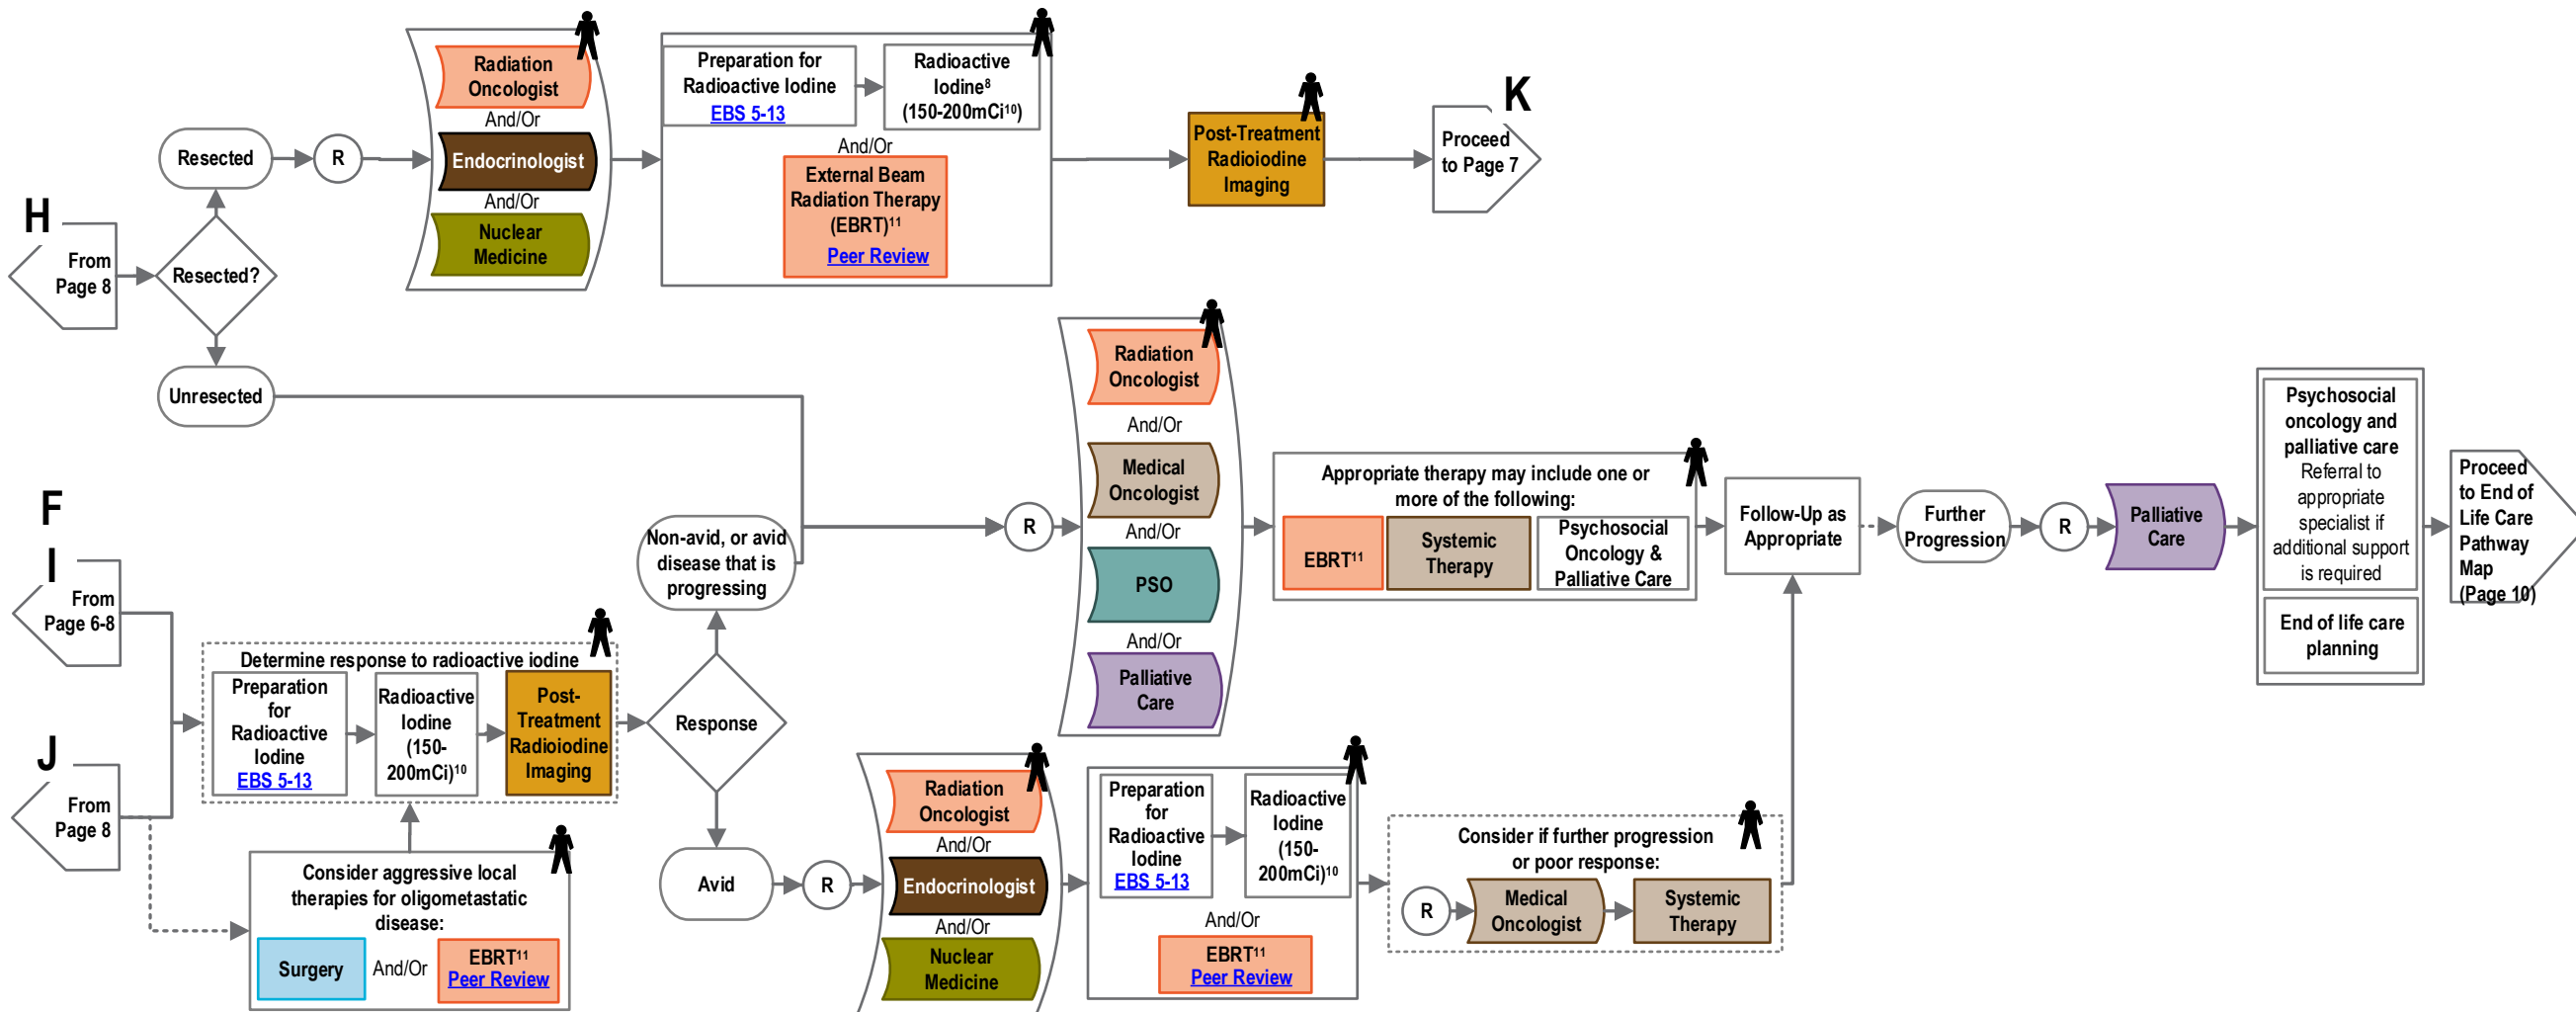 H
From
Page 8
Resected?
Resected
R
Unresected
Radiation
Oncologist
And/Or
Endocrinologist
And/Or
Nuclear
Medicine
Preparation for
Radioactive Iodine
EBS 5-13
Radioactive
Iodine⁸
(150-200mCi¹⁰)
And/Or
External Beam
Radiation Therapy
(EBRT)¹¹
Peer Review
Post-Treatment
Radioiodine
Imaging
K
Proceed
to Page 7
F
I
From
Page 6-8
J
From
Page 8
Determine response to radioactive iodine
Preparation
for
Radioactive
Iodine
EBS 5-13
Radioactive
Iodine
(150-
200mCi)¹⁰
Post-
Treatment
Radioiodine
Imaging
Consider aggressive local
therapies for oligometastatic
disease:
Surgery
And/Or
EBRT¹¹
Peer Review
Response
Non-avid, or avid
disease that is
progressing
R
Radiation
Oncologist
And/Or
Medical
Oncologist
And/Or
PSO
And/Or
Palliative
Care
Appropriate therapy may include one or
more of the following:
EBRT¹¹
Systemic
Therapy
Psychosocial
Oncology &
Palliative Care
Follow-Up as
Appropriate
Further
Progression
R
Palliative
Care
Psychosocial
oncology and
palliative care
Referral to
appropriate
specialist if
additional support
is required
End of life care
planning
Proceed
to End of
Life Care
Pathway
Map
(Page 10)
Avid
R
Radiation
Oncologist
And/Or
Endocrinologist
And/Or
Nuclear
Medicine
Preparation
for
Radioactive
Iodine
EBS 5-13
Radioactive
Iodine
(150-
200mCi)¹⁰
And/Or
EBRT¹¹
Peer Review
Consider if further progression
or poor response:
R
Medical
Oncologist
Systemic
Therapy